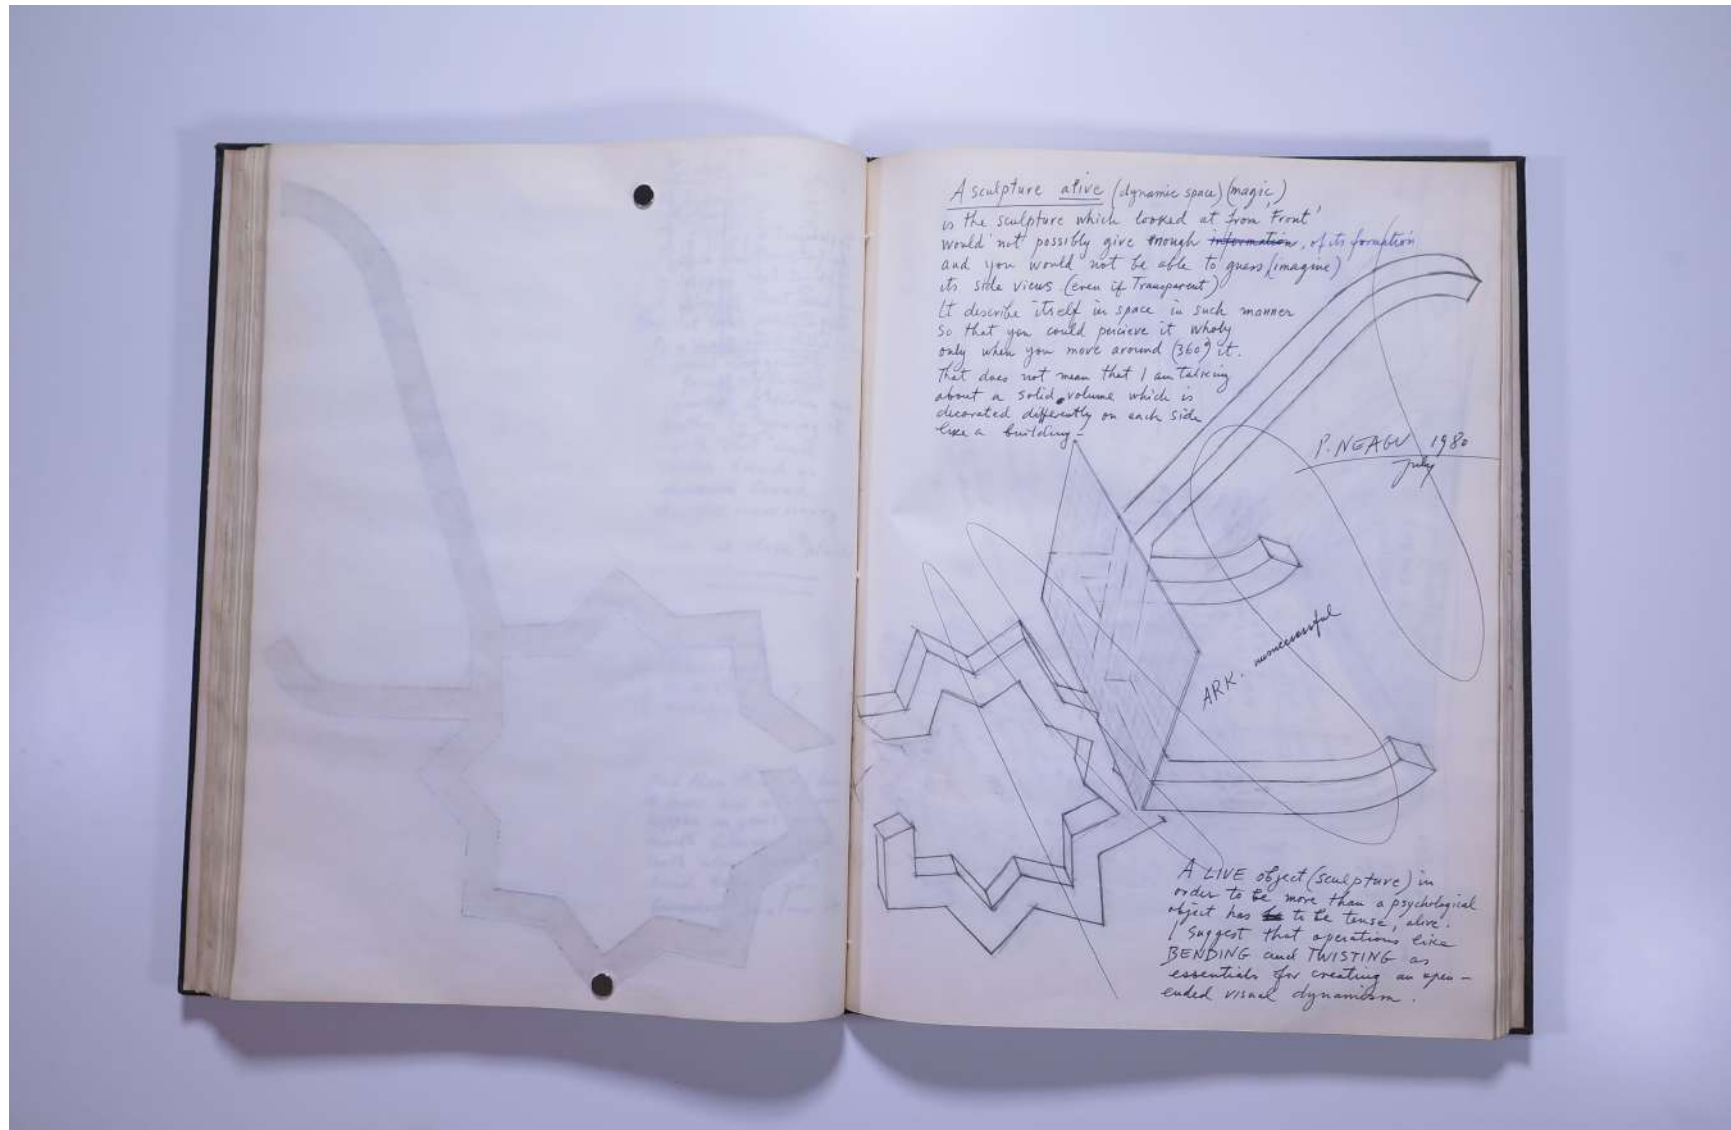 A sculpture alive (dynamic space) (magic)
is the sculpture which looked at from 'Front'
would not possibly give enough information, of its formation
and you would not be able to guess (imagine)
its side views (even if Transparent)
It describe itself in space in such manner
so that you could percieve it wholy
only when you move around (360°) it.
That does not mean that I am talking
about a solid volume which is
decorated differently on each side
like a building –
P. NEAGU 1980
July
ARK. unsuccessful
A LIVE object (sculpture) in
order to be more than a psychological
object has to be tense, alive.
I suggest that operations like
BENDING and TWISTING as
essentials for creating an open-
ended visual dynamism.